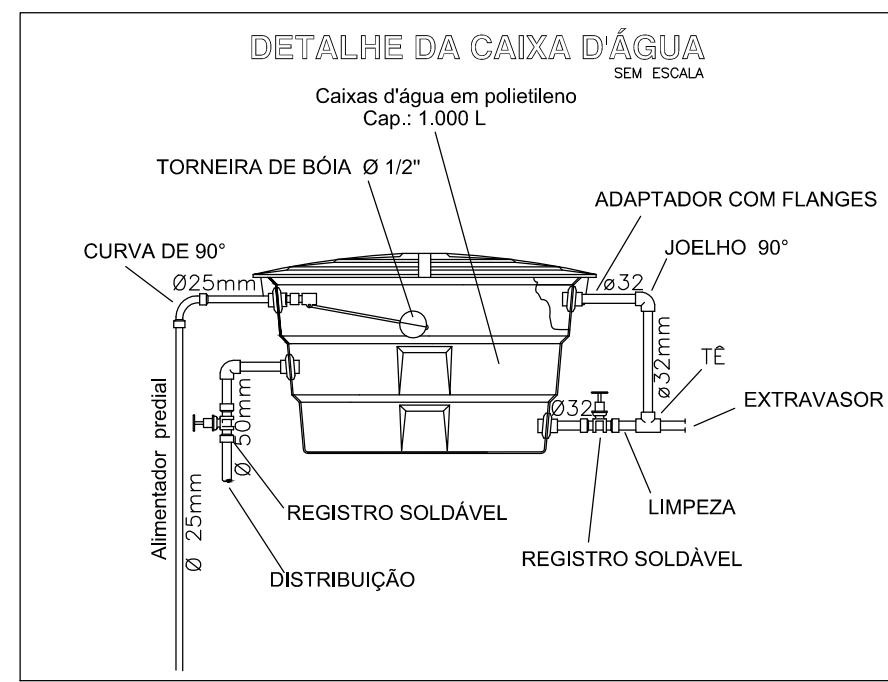 DETALHE DA CAIXA D'ÁGUA
SEM ESCALA
Caixas d'água em polietileno
Cap.: 1.000 L
TORNEIRA DE BÓIA Ø 1/2"
ADAPTADOR COM FLANGES
CURVA DE 90°
JOELHO 90°
Ø25mm
ø32
ø32mm
TÊ
EXTRAVASOR
Ø32
Alimentador predial
Ø 25mm
Ø 50mm
LIMPEZA
REGISTRO SOLDÁVEL
REGISTRO SOLDÀVEL
DISTRIBUIÇÃO